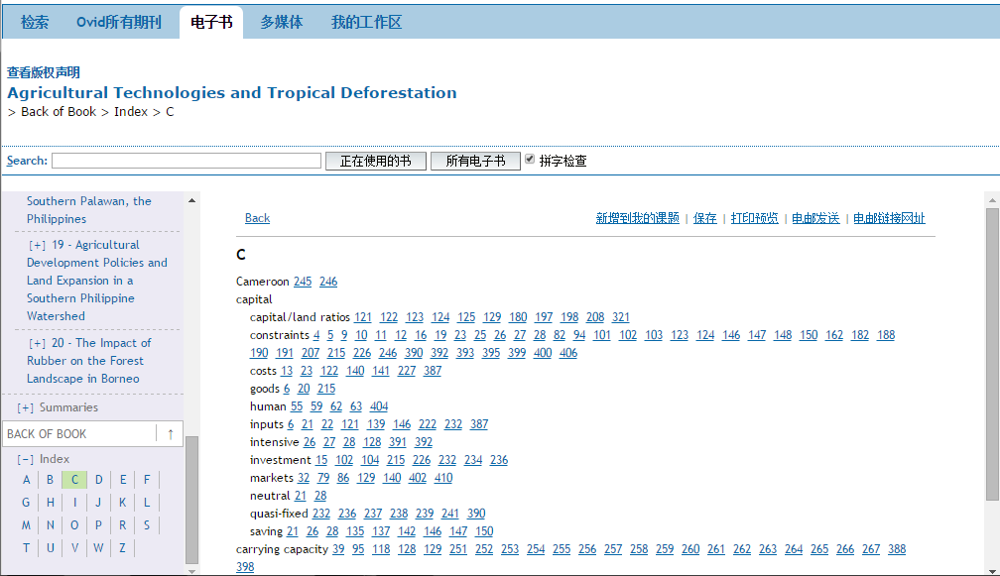 检索 Ovid所有期刊 电子书 多媒体 我的工作区
查看版权声明
Agricultural Technologies and Tropical Deforestation
> Back of Book > Index > C
Search: 正在使用的书 所有电子书 拼字检查
Southern Palawan, the
Philippines
[+] 19 - Agricultural
Development Policies and
Land Expansion in a
Southern Philippine
Watershed
[+] 20 - The Impact of
Rubber on the Forest
Landscape in Borneo
[+] Summaries
BACK OF BOOK ↑
[-] Index
A B C D E F
G H I J K L
M N O P R S
T U V W Z
Back 新增到我的课题 | 保存 | 打印预览 | 电邮发送 | 电邮链接网址
C
Cameroon 245 246
capital
capital/land ratios 121 122 123 124 125 129 180 197 198 208 321
constraints 4 5 9 10 11 12 16 19 23 25 26 27 28 82 94 101 102 103 123 124 146 147 148 150 162 182 188
190 191 207 215 226 246 390 392 393 395 399 400 406
costs 13 23 122 140 141 227 387
goods 6 20 215
human 55 59 62 63 404
inputs 6 21 22 121 139 146 222 232 387
intensive 26 27 28 128 391 392
investment 15 102 104 215 226 232 234 236
markets 32 79 86 129 140 402 410
neutral 21 28
quasi-fixed 232 236 237 238 239 241 390
saving 21 26 28 135 137 142 146 147 150
carrying capacity 39 95 118 128 129 251 252 253 254 255 256 257 258 259 260 261 262 263 264 265 266 267 388
398